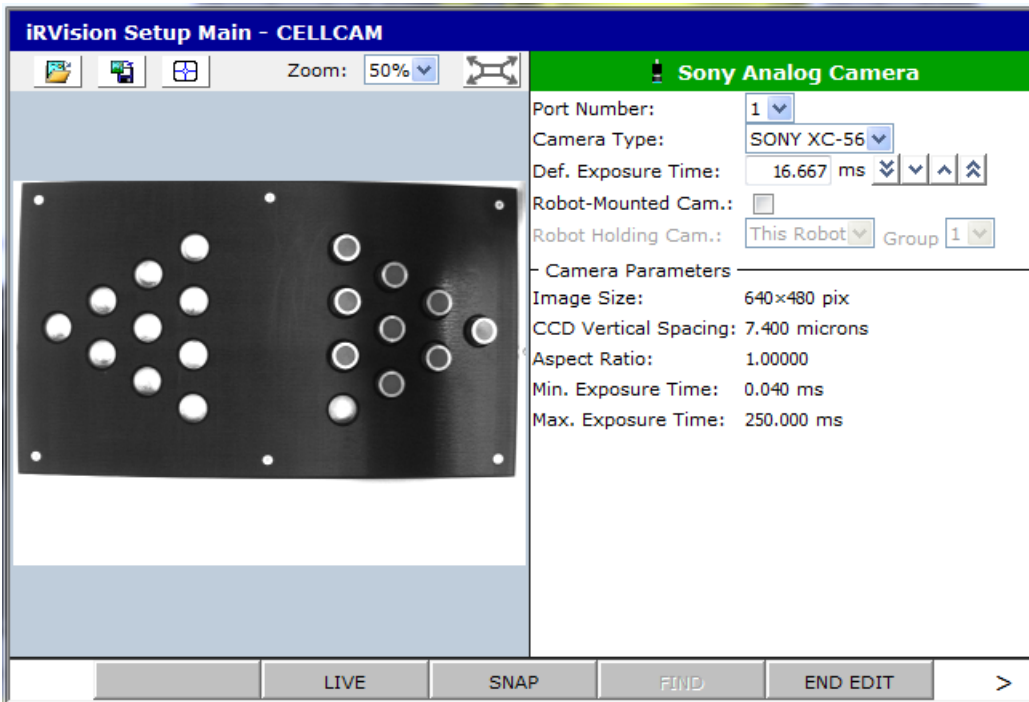 iRVision Setup Main - CELLCAM
Zoom: 50%
Sony Analog Camera
Port Number: 1
Camera Type: SONY XC-56
Def. Exposure Time: 16.667 ms
Robot-Mounted Cam.:
Robot Holding Cam.: This Robot Group 1
Camera Parameters
Image Size: 640×480 pix
CCD Vertical Spacing: 7.400 microns
Aspect Ratio: 1.00000
Min. Exposure Time: 0.040 ms
Max. Exposure Time: 250.000 ms
LIVE SNAP FIND END EDIT >